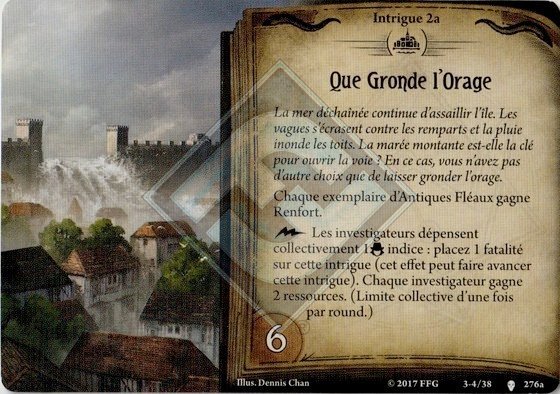 Intrigue 2a
Que Gronde l'Orage
La mer déchaînée continue d'assaillir l'île. Les
vagues s'écrasent contre les remparts et la pluie
inonde les toits. La marée montante est-elle la clé
pour ouvrir la voie ? En ce cas, vous n'avez pas
d'autre choix que de laisser gronder l'orage.
Chaque exemplaire d'Antiques Fléaux gagne
Renfort.
Les investigateurs dépensent
collectivement 1 indice : placez 1 fatalité
sur cette intrigue (cet effet peut faire avancer
cette intrigue). Chaque investigateur gagne
2 ressources. (Limite collective d'une fois
par round.)
6
Illus. Dennis Chan
© 2017 FFG
3-4/38
276a